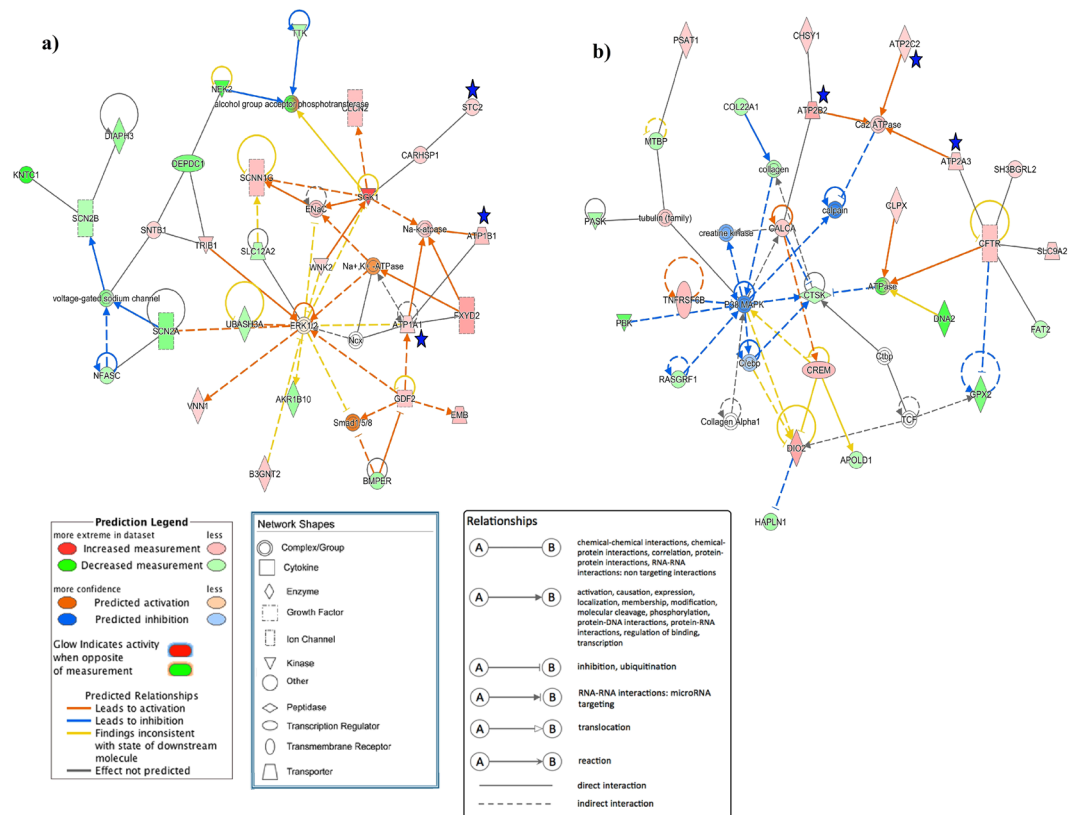 a)
TTK
NEK2
alcohol group acceptor phosphotransferase
CLCN2
STC2
DIAPH3
CARHSP1
KNTC1
DEPDC1
SCNN1G
SGK1
SCN2B
ENaC
Na-k-atpase
ATP1B1
SNTB1
TRIB1
SLC12A2
WNK2
Na+,K+-ATPase
voltage-gated sodium channel
SCN2A
UBASH3A
ERK1/2
ATP1A1
FXYD2
Ncx
NFASC
VNN1
AKR1B10
GDF2
EMB
Smad1/5/8
B3GNT2
BMPER
b)
PSAT1
CHSY1
ATP2C2
COL22A1
ATP2B2
Ca2 ATPase
MTBP
collagen
ATP2A3
SH3BGRL2
PASK
tubulin (family)
calpain
creatine kinase
CALCA
CLPX
CFTR
SLC9A2
TNFRSF6B
P38 MAPK
CTSK
ATPase
PBK
DNA2
FAT2
RASGRF1
Crebp
CREM
Ctbp
GPX2
Collagen Alpha1
TCF
DIO2
APOLD1
HAPLN1
Prediction Legend
more extreme in dataset less
Increased measurement
Decreased measurement
more confidence less
Predicted activation
Predicted inhibition
Glow Indicates activity
when opposite
of measurement
Predicted Relationships
Leads to activation
Leads to inhibition
Findings inconsistent
with state of downstream
molecule
Effect not predicted
Network Shapes
Complex/Group
Cytokine
Enzyme
Growth Factor
Ion Channel
Kinase
Other
Peptidase
Transcription Regulator
Transmembrane Receptor
Transporter
Relationships
A B chemical-chemical interactions, chemical-
protein interactions, correlation, protein-
protein interactions, RNA-RNA
interactions: non targeting interactions
A B activation, causation, expression,
localization, membership, modification,
molecular cleavage, phosphorylation,
protein-DNA interactions, protein-RNA
interactions, regulation of binding,
transcription
A B inhibition, ubiquitination
A B RNA-RNA interactions: microRNA
targeting
A B translocation
A B reaction
direct interaction
indirect interaction